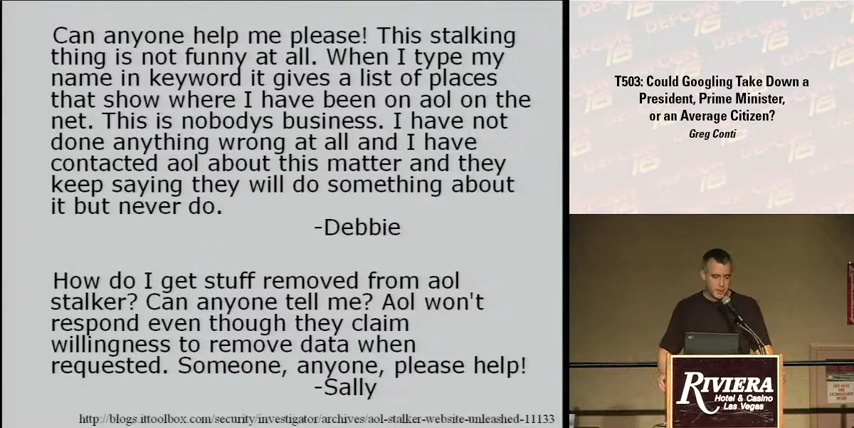 Can anyone help me please! This stalking
thing is not funny at all. When I type my
name in keyword it gives a list of places
that show where I have been on aol on the
net. This is nobodys business. I have not
done anything wrong at all and I have
contacted aol about this matter and they
keep saying they will do something about
it but never do.
-Debbie
How do I get stuff removed from aol
stalker? Can anyone tell me? Aol won't
respond even though they claim
willingness to remove data when
requested. Someone, anyone, please help!
-Sally
http://blogs.ittoolbox.com/security/investigator/archives/aol-stalker-website-unleashed-11133
DEFCON
16
T503: Could Googling Take Down a
President, Prime Minister,
or an Average Citizen?
Greg Conti
RIVIERA
Hotel & Casino
Las Vegas